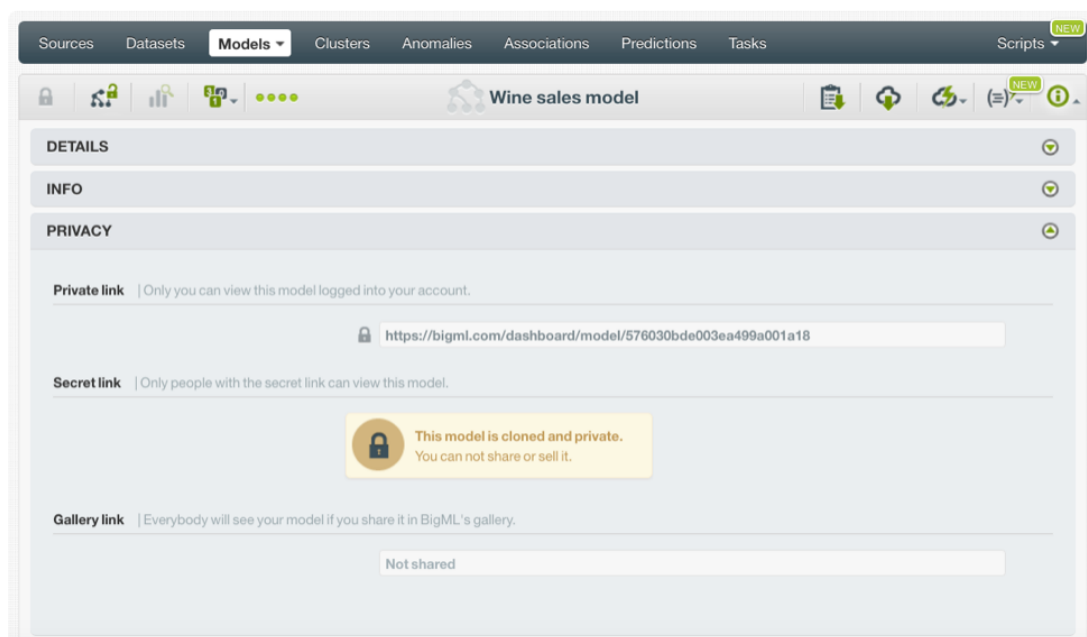 Sources Datasets Models Clusters Anomalies Associations Predictions Tasks Scripts NEW
Wine sales model NEW
DETAILS
INFO
PRIVACY
Private link | Only you can view this model logged into your account.
https://bigml.com/dashboard/model/576030bde003ea499a001a18
Secret link | Only people with the secret link can view this model.
This model is cloned and private.
You can not share or sell it.
Gallery link | Everybody will see your model if you share it in BigML's gallery.
Not shared